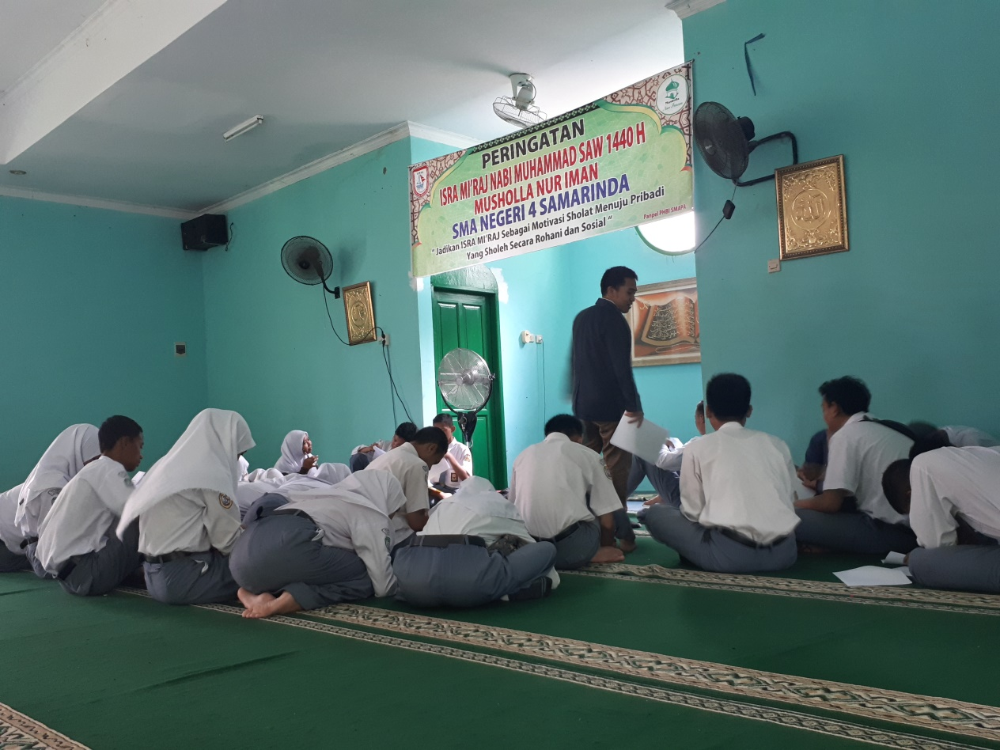 PERINGATAN
ISRA MI'RAJ NABI MUHAMMAD SAW 1440 H
MUSHOLLA NUR IMAN
SMA NEGERI 4 SAMARINDA
" Jadikan ISRA MI'RAJ Sebagai Motivasi Sholat Menuju Pribadi
Yang Sholeh Secara Rohani dan Sosial "
Panpel PHBI SMAPA